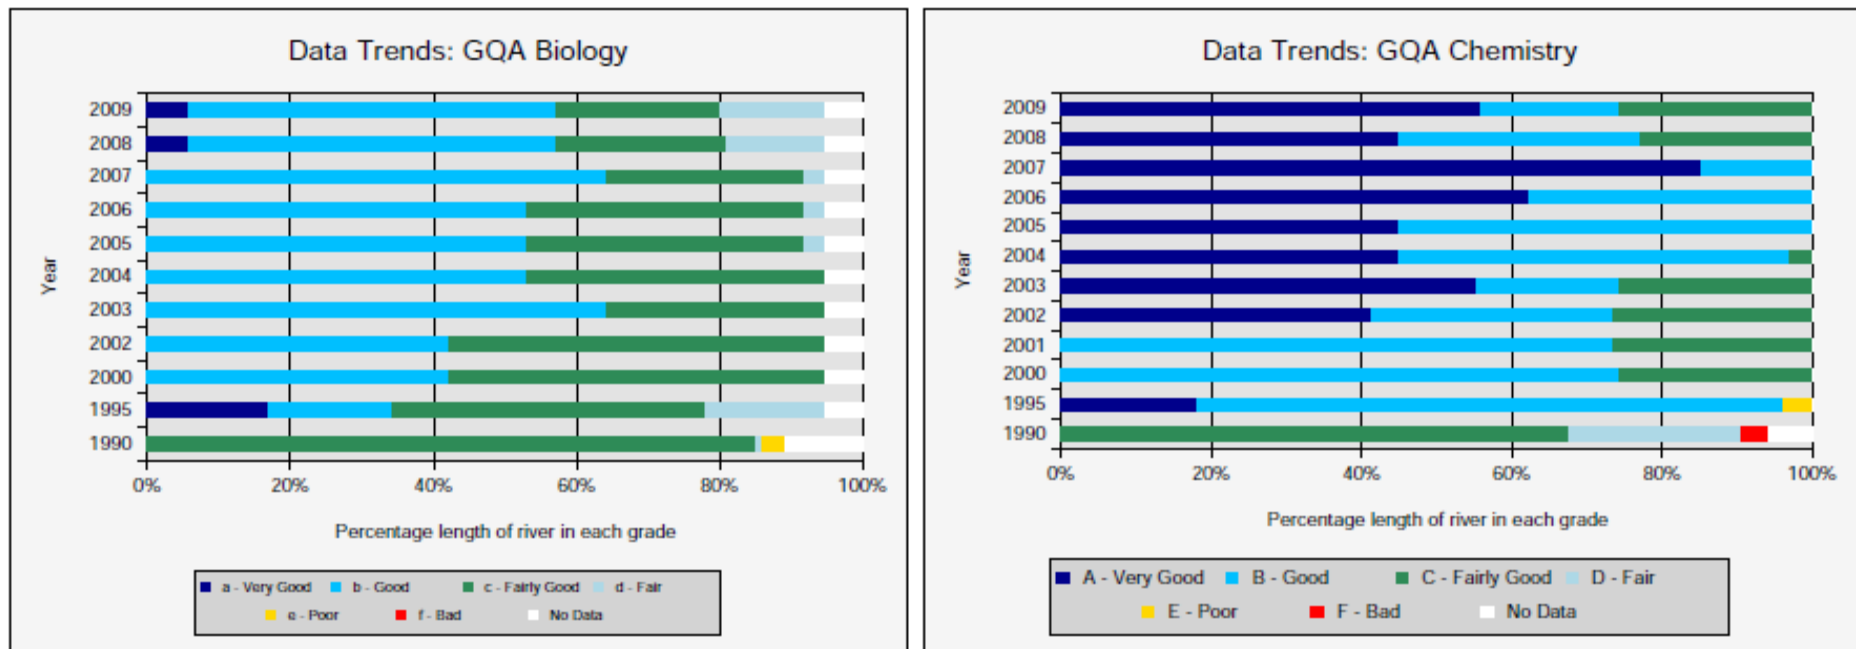 Data Trends: GQA Biology
Year
2009
2008
2007
2006
2005
2004
2003
2002
2000
1995
1990
0% 20% 40% 60% 80% 100%
Percentage length of river in each grade
a - Very Good b - Good c - Fairly Good d - Fair
e - Poor f - Bad No Data
Data Trends: GQA Chemistry
Year
2009
2008
2007
2006
2005
2004
2003
2002
2001
2000
1995
1990
0% 20% 40% 60% 80% 100%
Percentage length of river in each grade
A - Very Good B - Good C - Fairly Good D - Fair
E - Poor F - Bad No Data